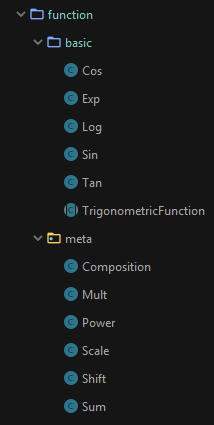 function
basic
C Cos
C Exp
C Log
C Sin
C Tan
C TrigonometricFunction
meta
C Composition
C Mult
C Power
C Scale
C Shift
C Sum